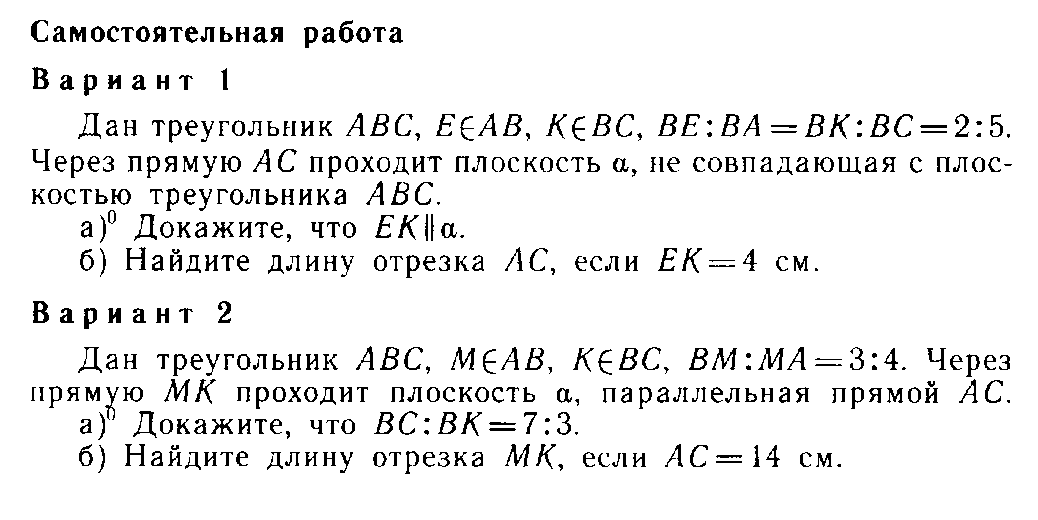 Самостоятельная работа
Вариант 1
Дан треугольник ABC, E∈AB, K∈BC, BE:BA=BK:BC=2:5.
Через прямую AC проходит плоскость α, не совпадающая с плос-
костью треугольника ABC.
а)⁰ Докажите, что EK∥α.
б) Найдите длину отрезка AC, если EK=4 см.
Вариант 2
Дан треугольник ABC, M∈AB, K∈BC, BM:MA=3:4. Через
прямую MK проходит плоскость α, параллельная прямой AC.
а)⁰ Докажите, что BC:BK=7:3.
б) Найдите длину отрезка MK, если AC=14 см.